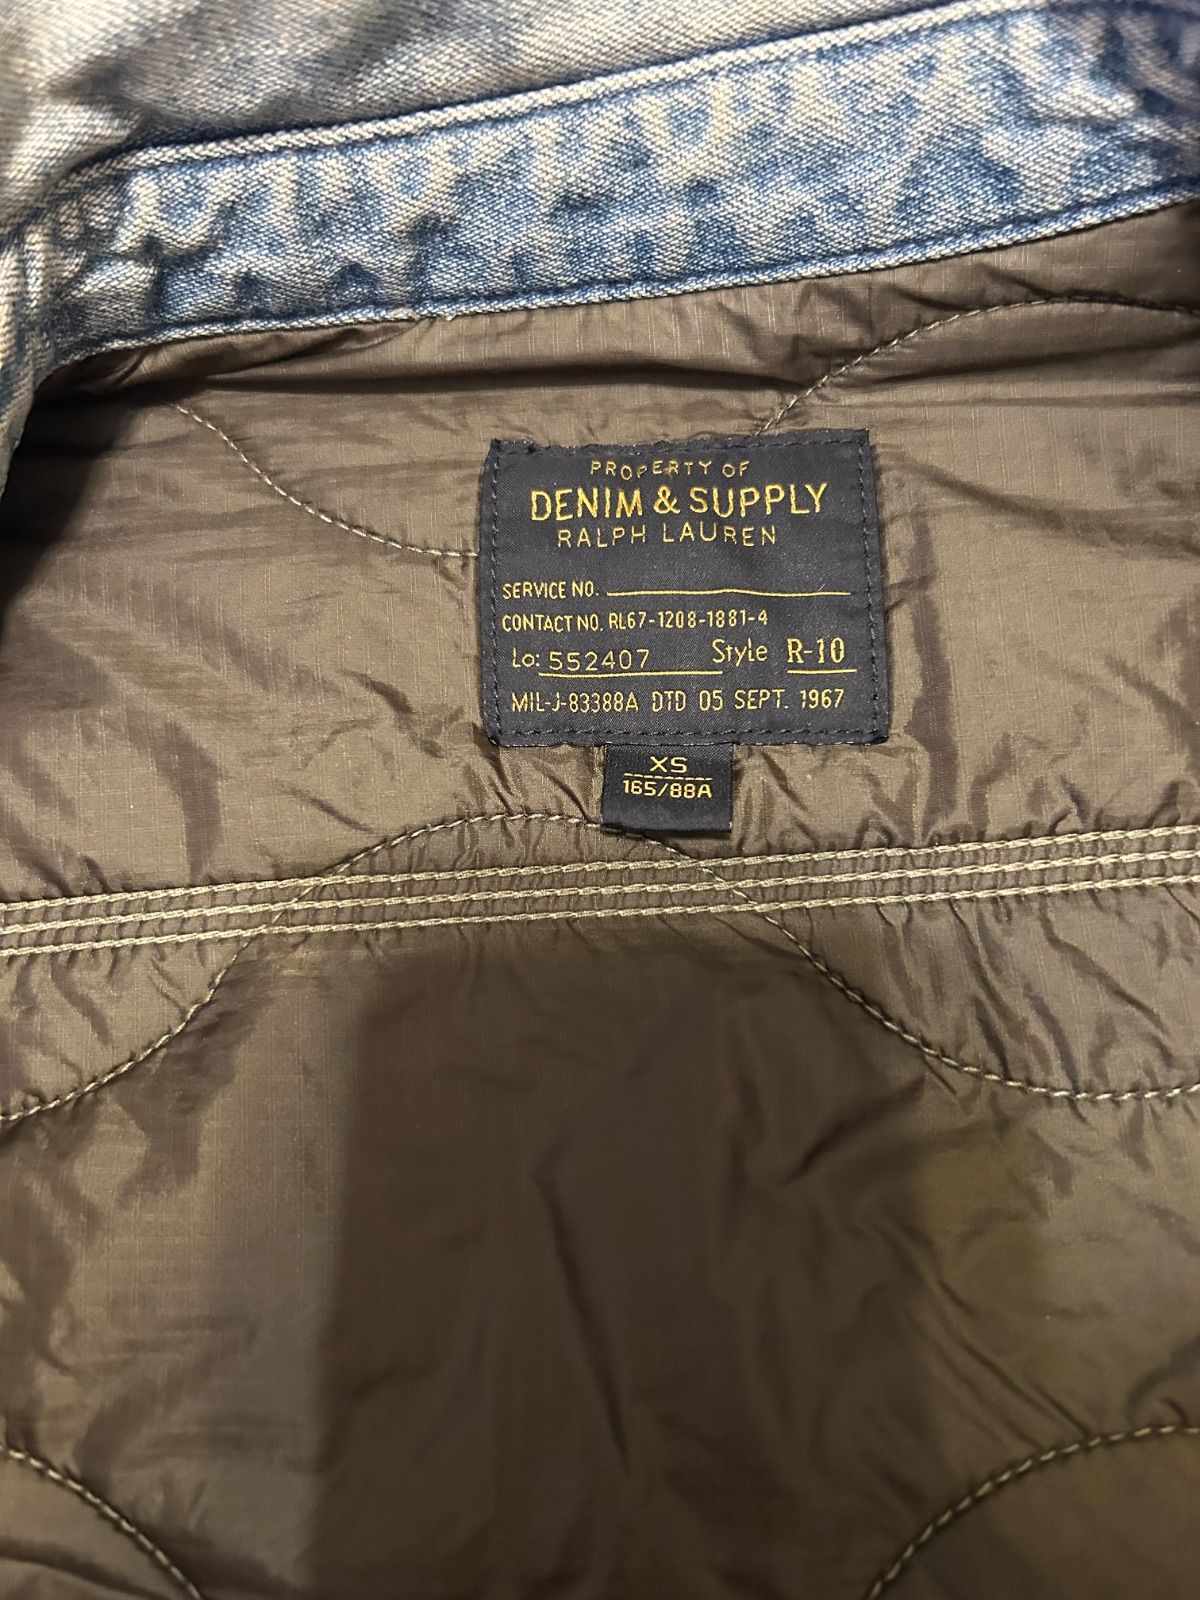 PROPERTY OF
DENIM & SUPPLY
RALPH LAUREN
SERVICE NO.
CONTACT NO. RL67-1208-1881-4
Lo: 552407 Style R-10
MIL-J-83388A DTD 05 SEPT. 1967
XS
165/88A